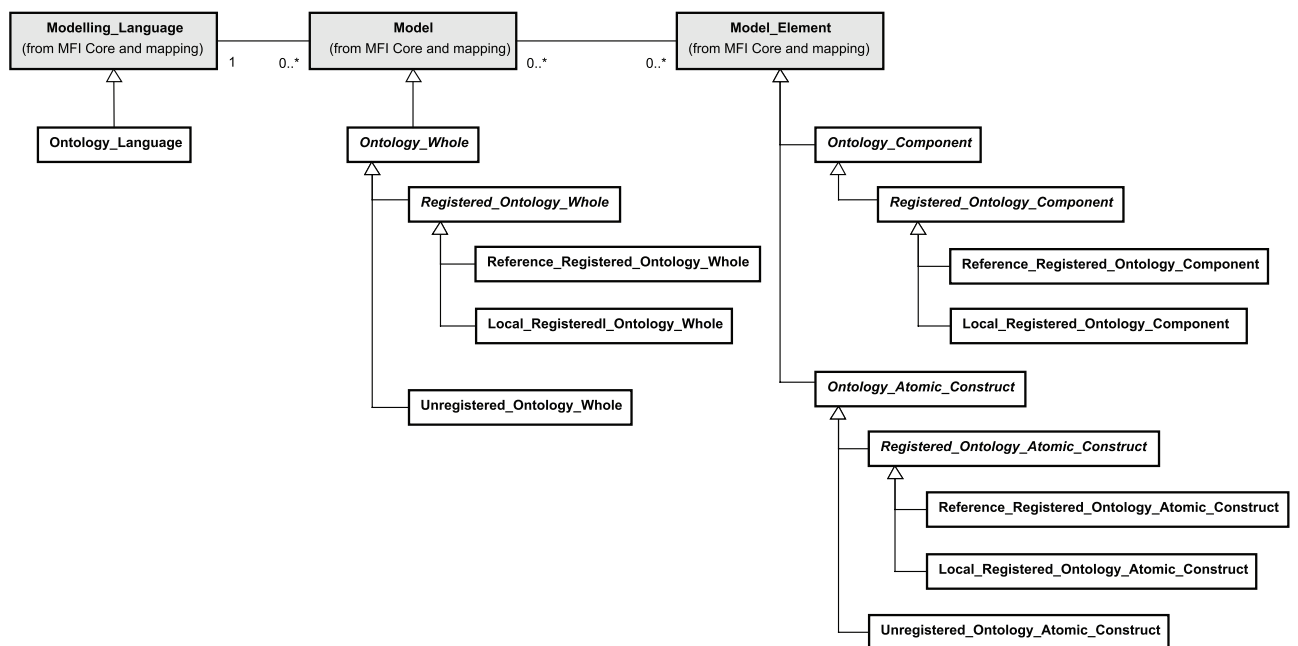 Modelling_Language
(from MFI Core and mapping)
Model
(from MFI Core and mapping)
Model_Element
(from MFI Core and mapping)
1
0..*
0..*
0..*
Ontology_Language
Ontology_Whole
Ontology_Component
Registered_Ontology_Whole
Registered_Ontology_Component
Reference_Registered_Ontology_Whole
Reference_Registered_Ontology_Component
Local_Registeredl_Ontology_Whole
Local_Registered_Ontology_Component
Ontology_Atomic_Construct
Unregistered_Ontology_Whole
Registered_Ontology_Atomic_Construct
Reference_Registered_Ontology_Atomic_Construct
Local_Registered_Ontology_Atomic_Construct
Unregistered_Ontology_Atomic_Construct